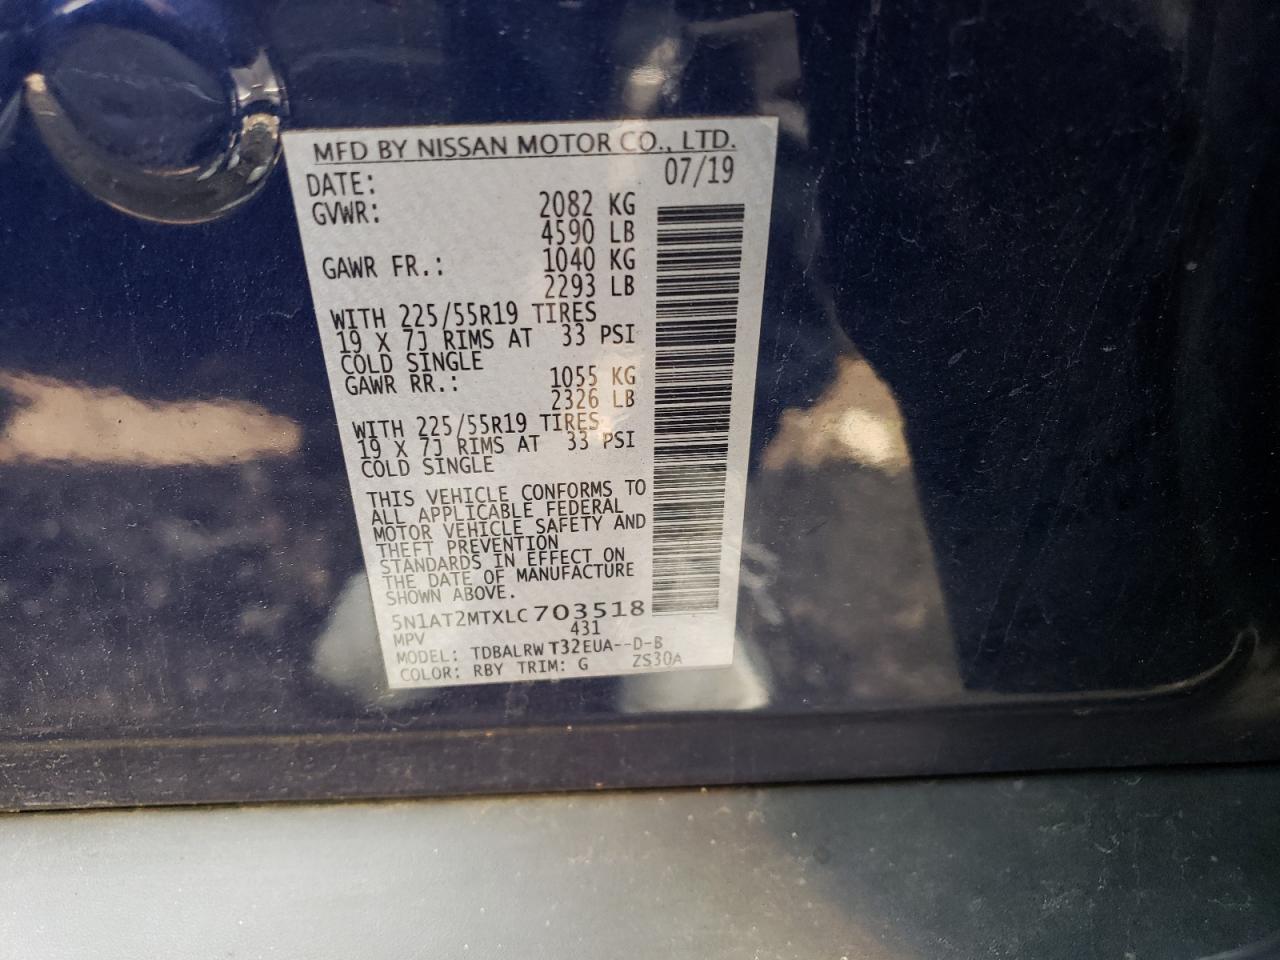 MFD BY NISSAN MOTOR CO., LTD.
DATE: 07/19
GVWR: 2082 KG
4590 LB
GAWR FR.: 1040 KG
2293 LB
WITH 225/55R19 TIRES
19 X 7J RIMS AT 33 PSI
COLD SINGLE
GAWR RR.: 1055 KG
2326 LB
WITH 225/55R19 TIRES
19 X 7J RIMS AT 33 PSI
COLD SINGLE
THIS VEHICLE CONFORMS TO
ALL APPLICABLE FEDERAL
MOTOR VEHICLE SAFETY AND
THEFT PREVENTION
STANDARDS IN EFFECT ON
THE DATE OF MANUFACTURE
SHOWN ABOVE.
5N1AT2MTXLC703518
MPV 431
MODEL: TDBALRWT32EUA--D-B
COLOR: RBY TRIM: G ZS30A